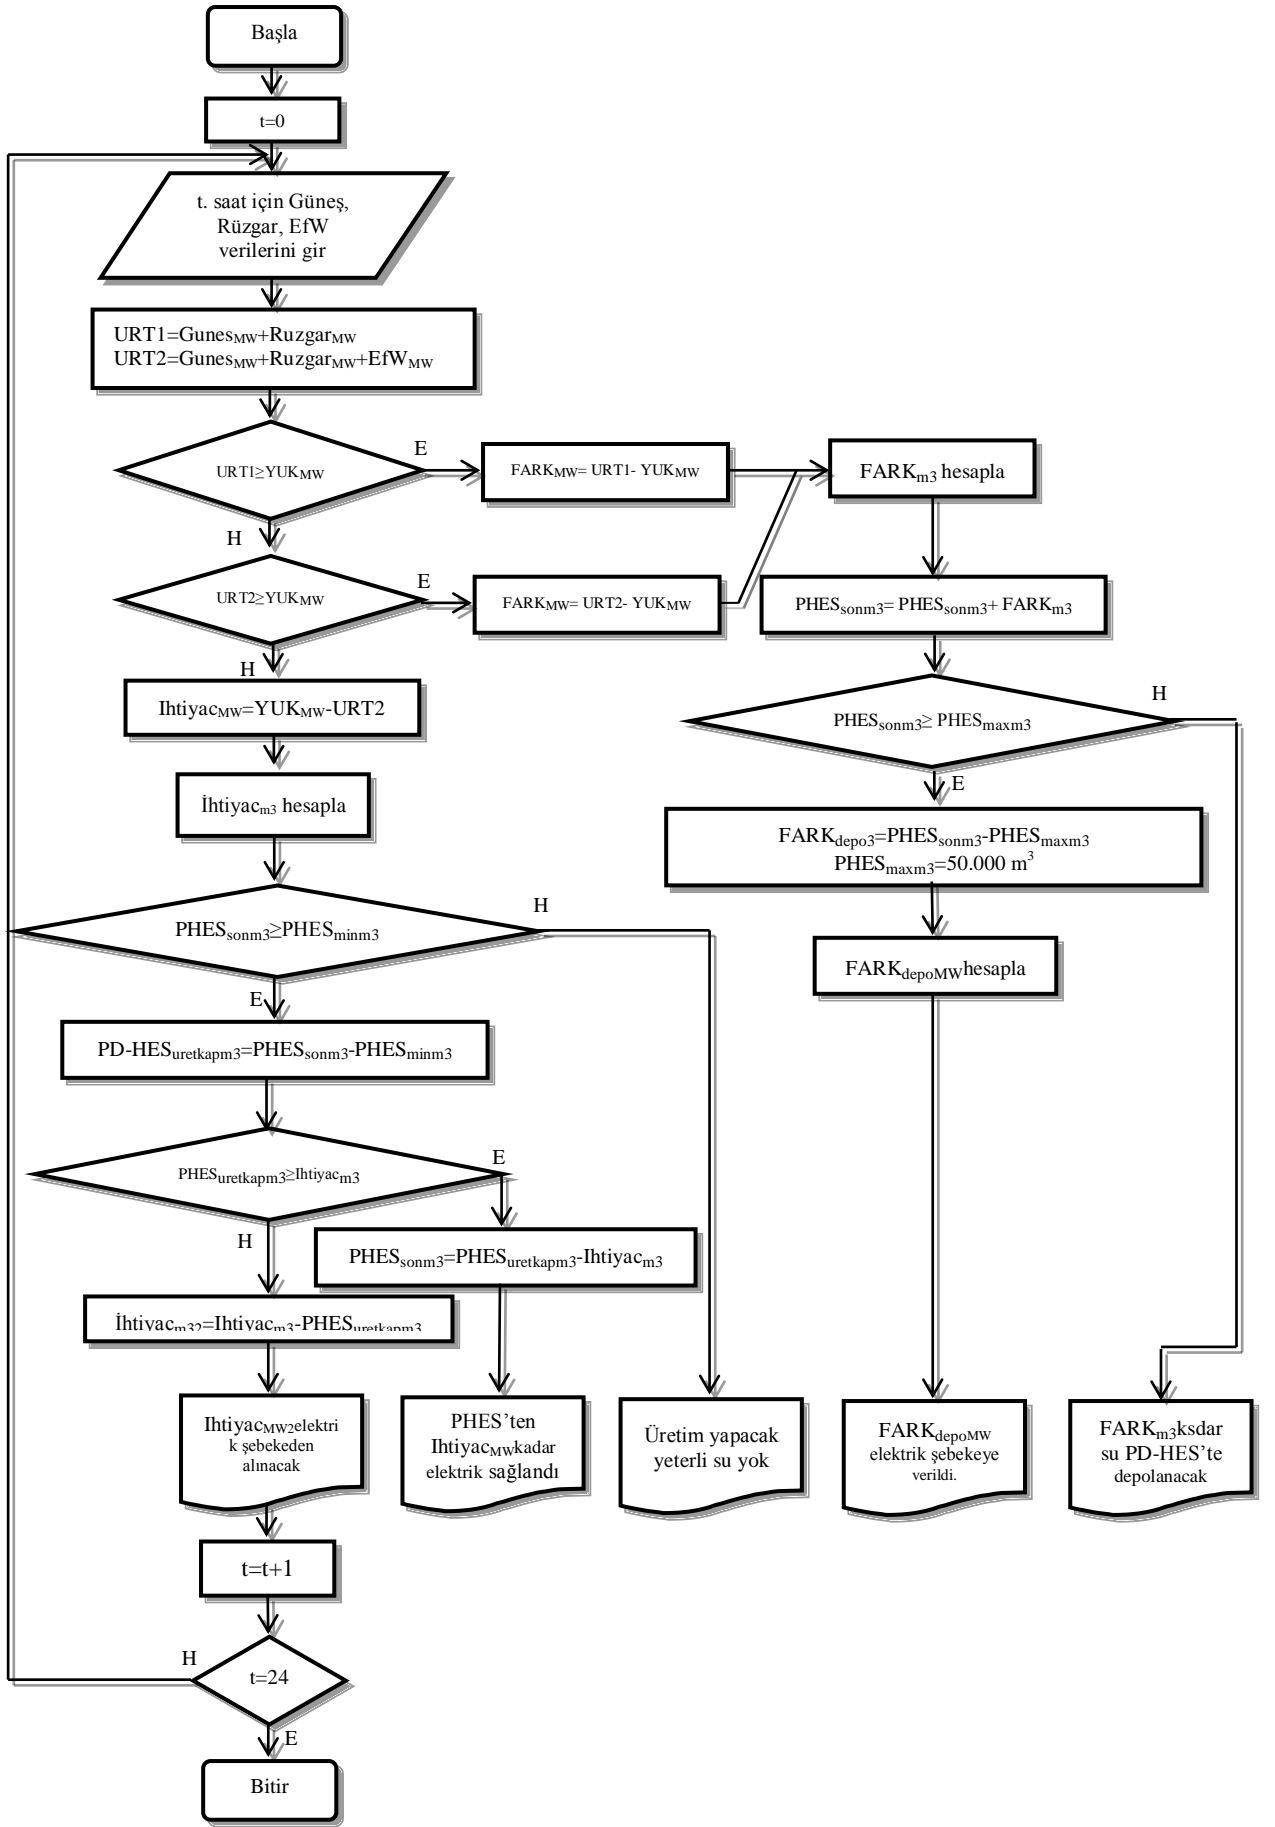 Başla
t=0
t. saat için Güneş,
Rüzgar, EfW
verilerini gir
URT1=GunesMW+RuzgarMW
URT2=GunesMW+RuzgarMW+EfWMW
URT1≥YUKMW
E
FARKMW= URT1- YUKMW
FARKm3 hesapla
H
URT2≥YUKMW
E
FARKMW= URT2- YUKMW
PHESsonm3= PHESsonm3+ FARKm3
H
IhtiyacMW=YUKMW-URT2
PHESsonm3≥ PHESmaxm3
H
E
İhtiyacm3 hesapla
FARKdepo3=PHESsonm3-PHESmaxm3
PHESmaxm3=50.000 m3
PHESsonm3≥PHESminm3
H
E
FARKdepoMWhesapla
PD-HESuretkapm3=PHESsonm3-PHESminm3
PHESuretkapm3≥Ihtiyacm3
E
H
PHESsonm3=PHESuretkapm3-Ihtiyacm3
İhtiyacm32=Ihtiyacm3-PHESuretkapm3
IhtiyacMW2elektri
k şebekeden
alınacak
PHES’ten
IhtiyacMWkadar
elektrik sağlandı
Üretim yapacak
yeterli su yok
FARKdepoMW
elektrik şebekeye
verildi.
FARKm3ksdar
su PD-HES’te
depolanacak
t=t+1
t=24
H
E
Bitir